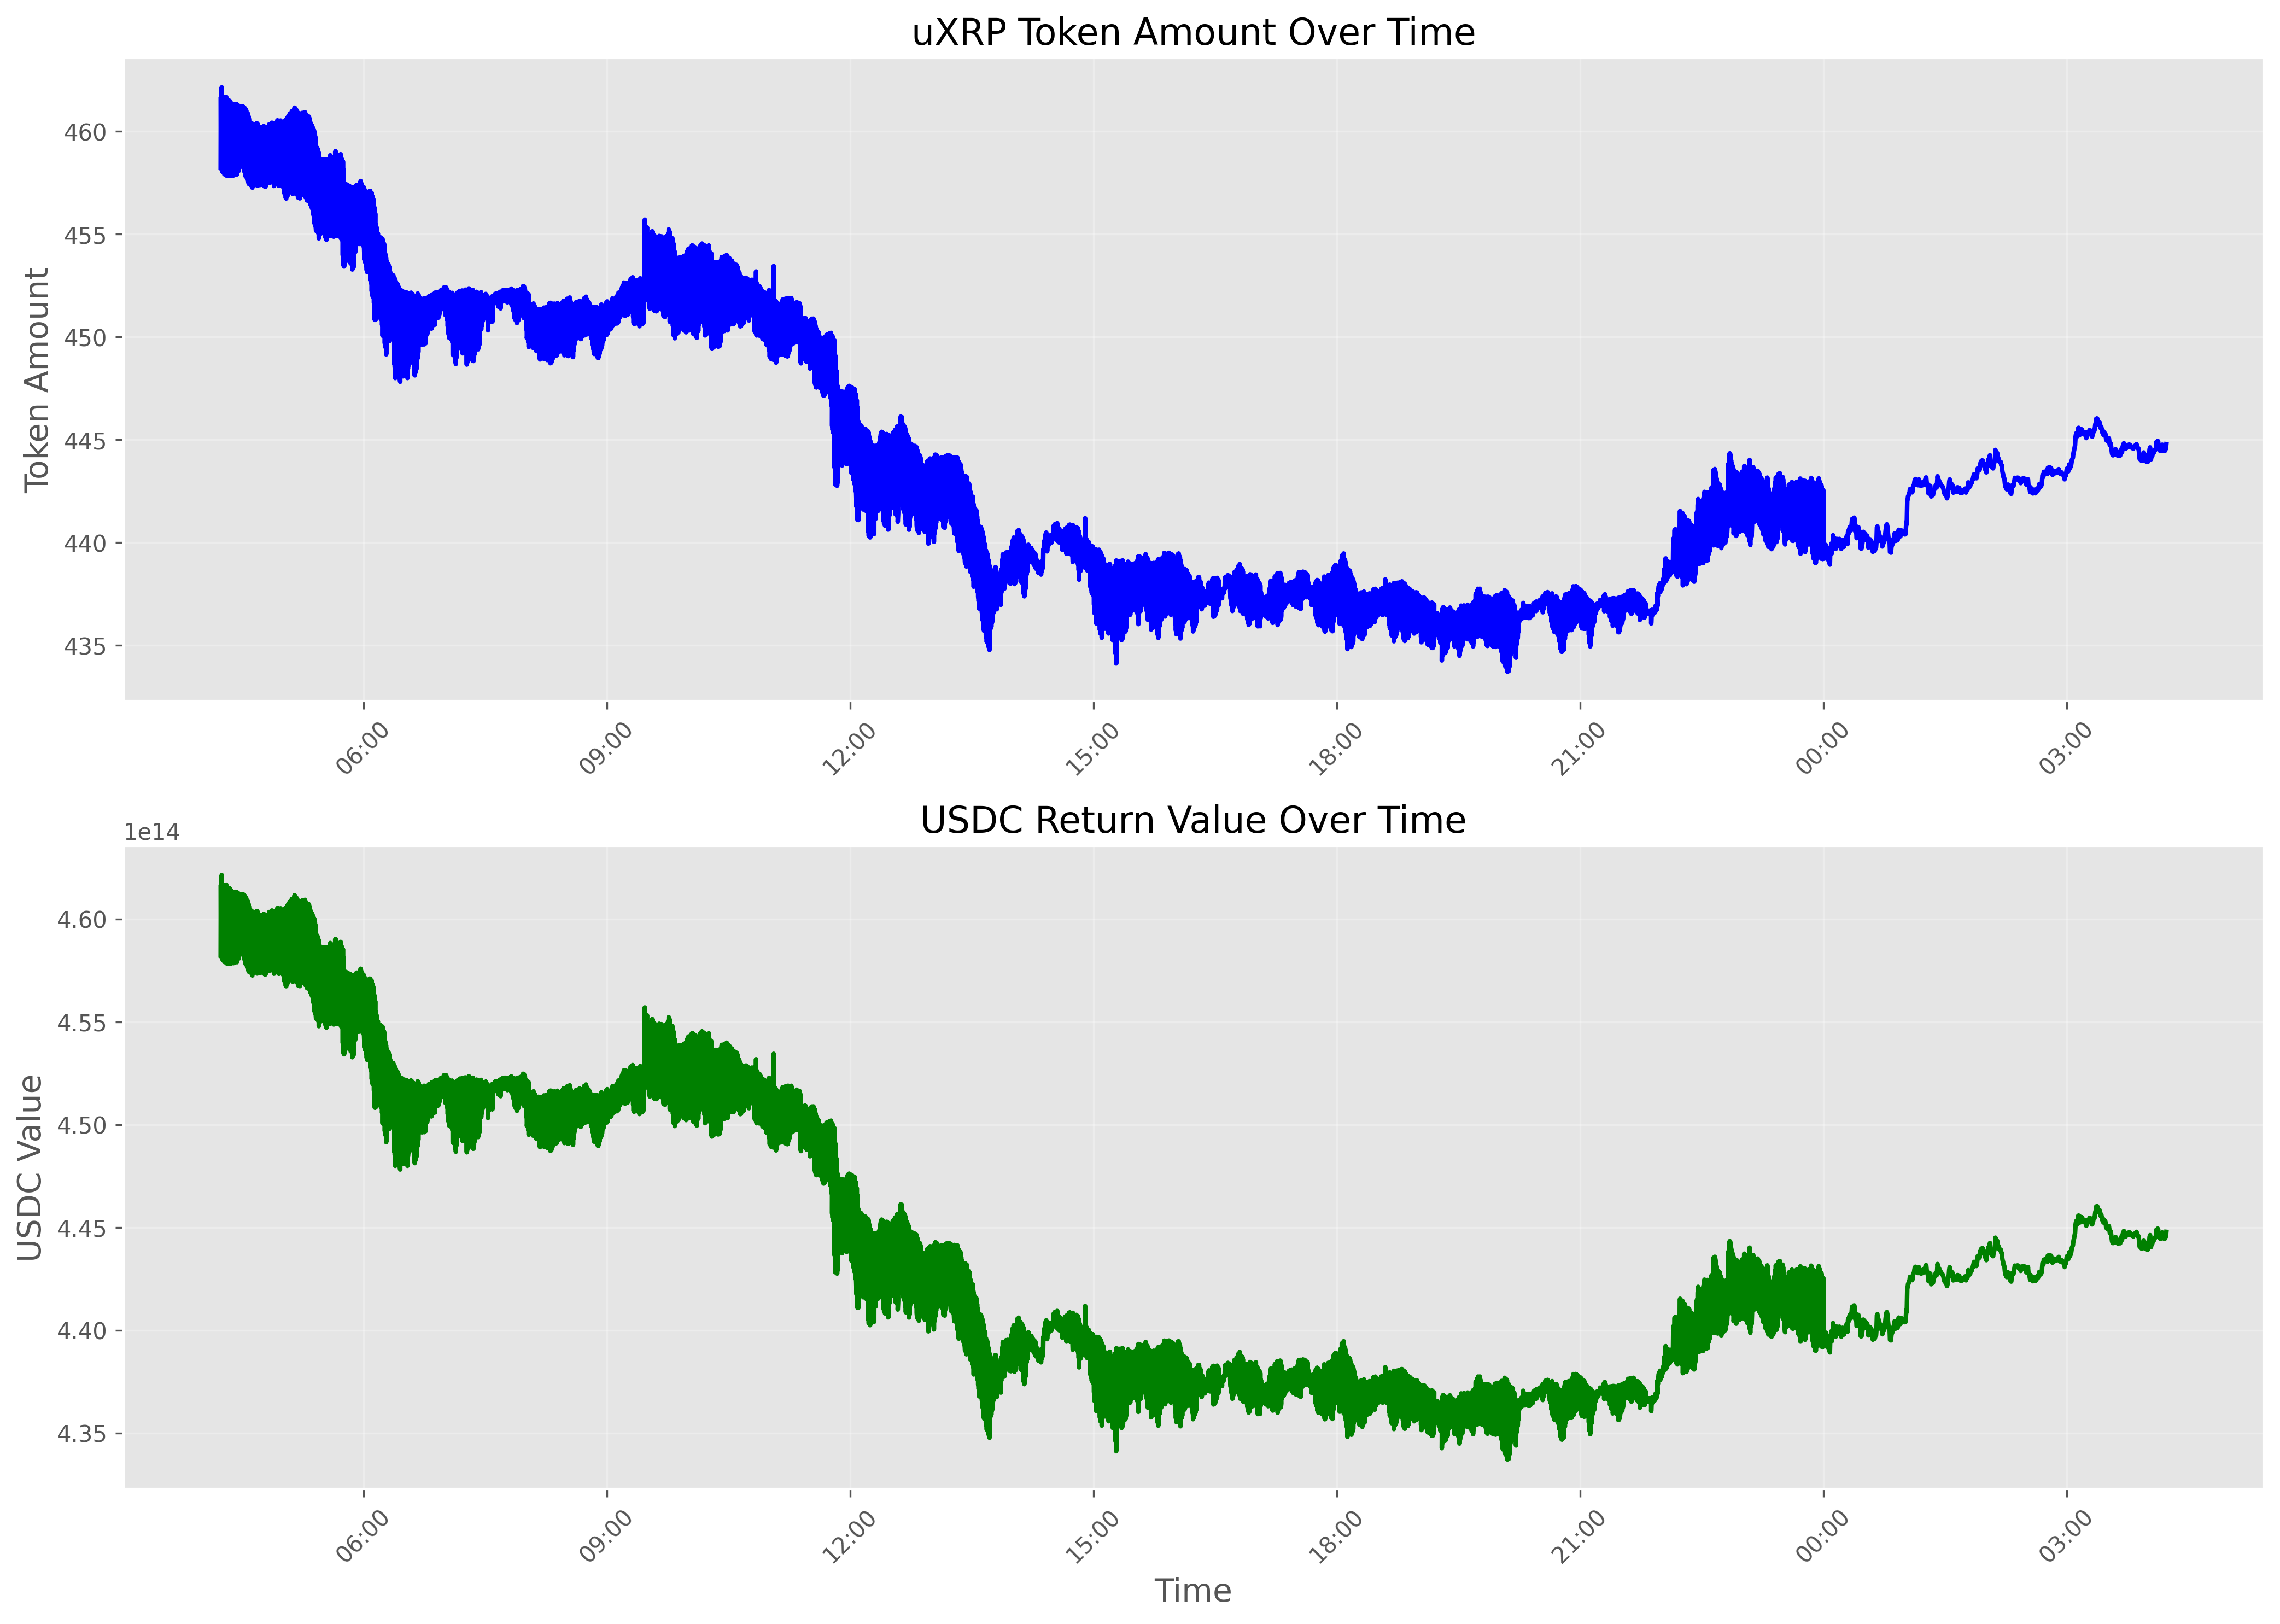 uXRP Token Amount Over Time
Token Amount
460
455
450
445
440
435
06:00 09:00 12:00 15:00 18:00 21:00 00:00 03:00
USDC Return Value Over Time
1e14
USDC Value
4.60
4.55
4.50
4.45
4.40
4.35
06:00 09:00 12:00 15:00 18:00 21:00 00:00 03:00
Time